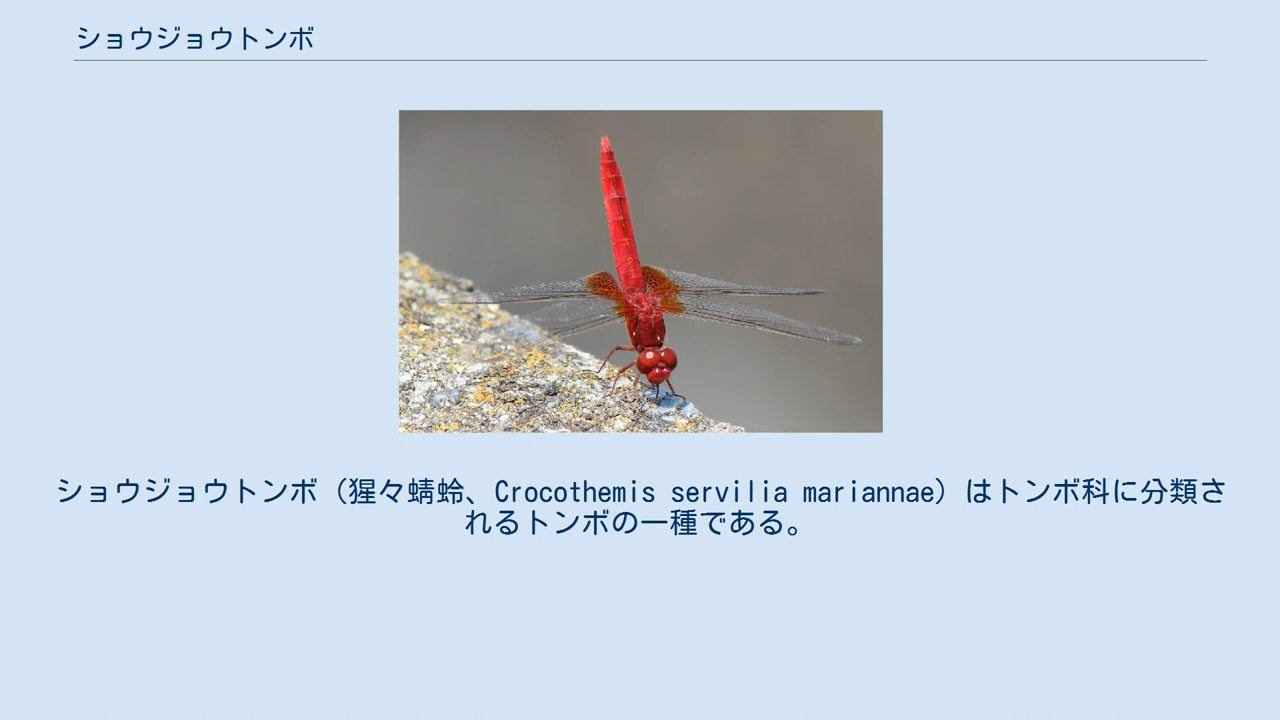 ショウジョウトンボ
ショウジョウトンボ（猩々蜻蛉、Crocothemis servilia mariannae）はトンボ科に分類さ
れるトンボの一種である。